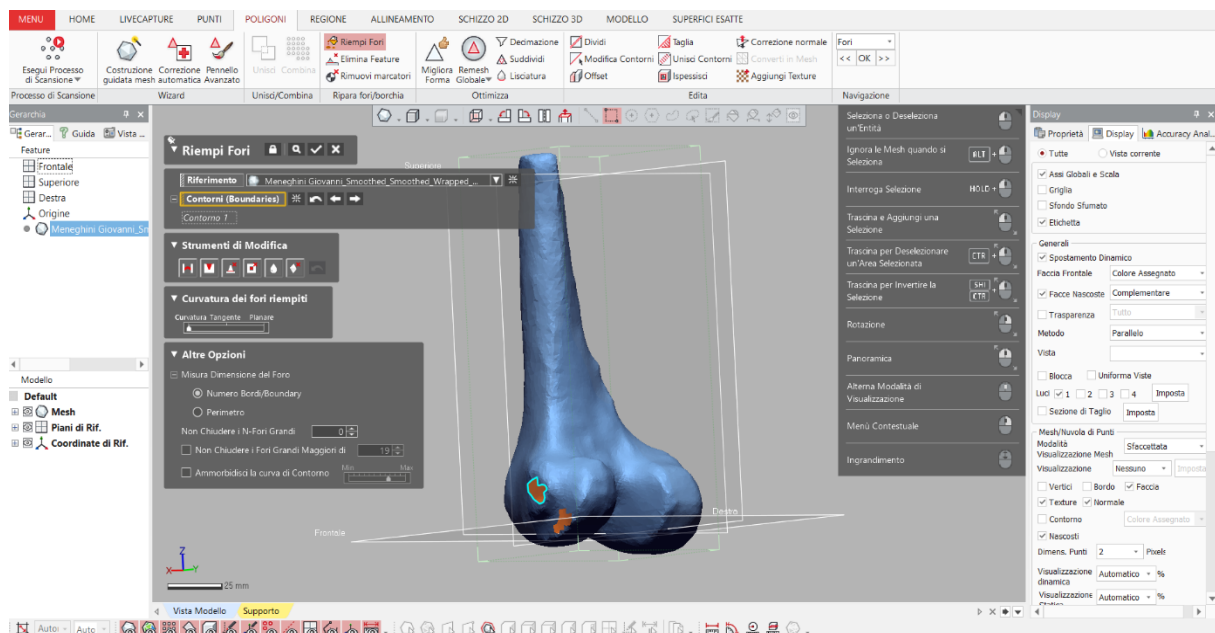 MENU HOME LIVECAPTURE PUNTI POLIGONI REGIONE ALLINEAMENTO SCHIZZO 2D SCHIZZO 3D MODELLO SUPERFICI ESATTE
Esegui Processo di Scansione
Costruzione guidata mesh
Correzione automatica
Pennello Avanzato
Unisci Combina
Riempi Fori
Elimina Feature
Rimuovi marcatori
Migliora Forma
Remesh Globale
Decimazione
Suddividi
Lisciatura
Dividi
Modifica Contorni
Offset
Taglia
Unisci Contorni
Ispessisci
Correzione normale
Converti in Mesh
Aggiungi Texture
Fori
<< OK >>
Processo di Scansione Wizard Unisci/Combina Ripara fori/borchia Ottimizza Edita Navigazione
Gerarchia
Gerar... Guida Vista ...
Feature
Frontale
Superiore
Destra
Origine
Meneghini Giovanni_Sm
Modello
Default
Mesh
Piani di Rif.
Coordinate di Rif.
Riempi Fori
Riferimento Meneghini Giovanni_Smoothed_Smoothed_Wrapped_...
Contorni (Boundaries)
Contorno 1
Strumenti di Modifica
Curvatura dei fori riempiti
Curvatura Tangente Planare
Altre Opzioni
Misura Dimensione del Foro
Numero Bordi/Boundary
Perimetro
Non Chiudere i N-Fori Grandi 0
Non Chiudere i Fori Grandi Maggiori di 19
Ammorbidisci la curva di Contorno Min Max
Superiore
Destra
Frontale
Z
X Y
25 mm
Vista Modello Supporto
Seleziona o Deseleziona un'Entità
Ignora le Mesh quando si Seleziona ALT +
Interroga Selezione HOLD +
Trascina e Aggiungi una Selezione
Trascina per Deselezionare un'Area Selezionata CTR +
Trascina per Invertire la Selezione SHI CTR +
Rotazione
Panoramica
Alterna Modalità di Visualizzazione
Menù Contestuale
Ingrandimento
Display
Proprietà Display Accuracy Anal...
Tutte Vista corrente
Assi Globali e Scala
Griglia
Sfondo Sfumato
Etichetta
Generali
Spostamento Dinamico
Faccia Frontale Colore Assegnato
Facce Nascoste Complementare
Trasparenza Tutto
Metodo Parallelo
Vista
Blocca Uniforma Viste
Luci 1 2 3 4 Imposta
Sezione di Taglio Imposta
Mesh/Nuvola di Punti
Modalità Visualizzazione Mesh Sfaccettata
Visualizzazione Nessuno Imposta
Vertici Bordo Faccia
Texture Normale
Contorno Colore Assegnato
Nascosti
Dimens. Punti 2 Pixels
Visualizzazione dinamica Automatico %
Visualizzazione Statica Automatico %
Auto Auto